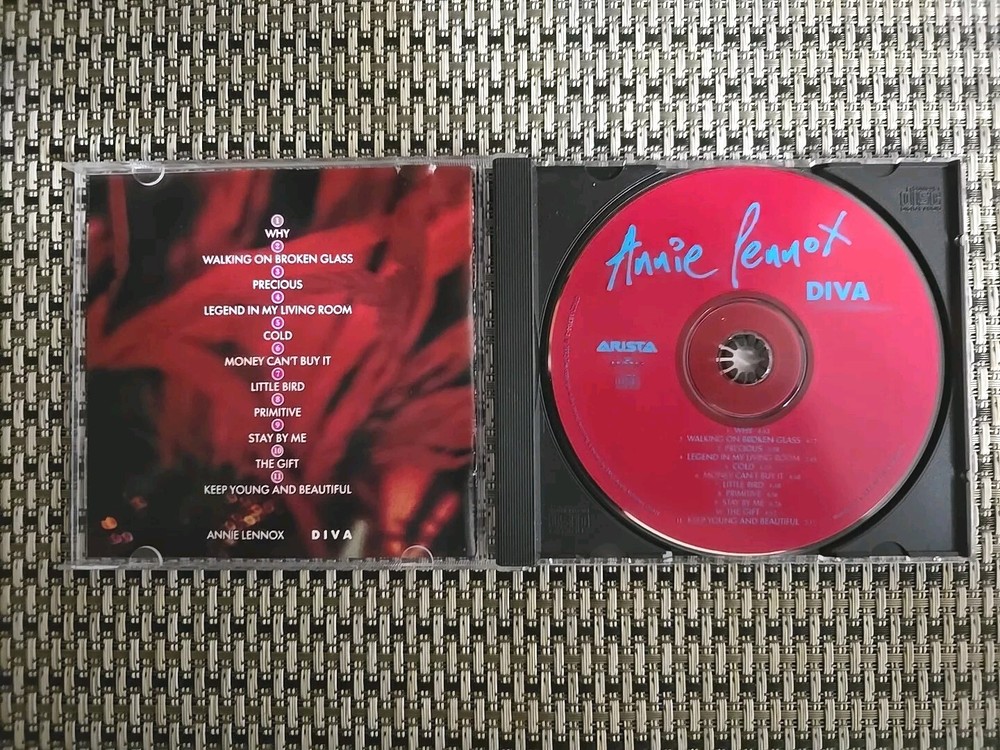 1
WHY
2
WALKING ON BROKEN GLASS
3
PRECIOUS
4
LEGEND IN MY LIVING ROOM
5
COLD
6
MONEY CAN'T BUY IT
7
LITTLE BIRD
8
PRIMITIVE
9
STAY BY ME
10
THE GIFT
11
KEEP YOUNG AND BEAUTIFUL
ANNIE LENNOX DIVA
Annie Lennox
DIVA
ARISTA
WHY
WALKING ON BROKEN GLASS
PRECIOUS
LEGEND IN MY LIVING ROOM
COLD
MONEY CAN'T BUY IT
LITTLE BIRD
PRIMITIVE
STAY BY ME
THE GIFT
KEEP YOUNG AND BEAUTIFUL